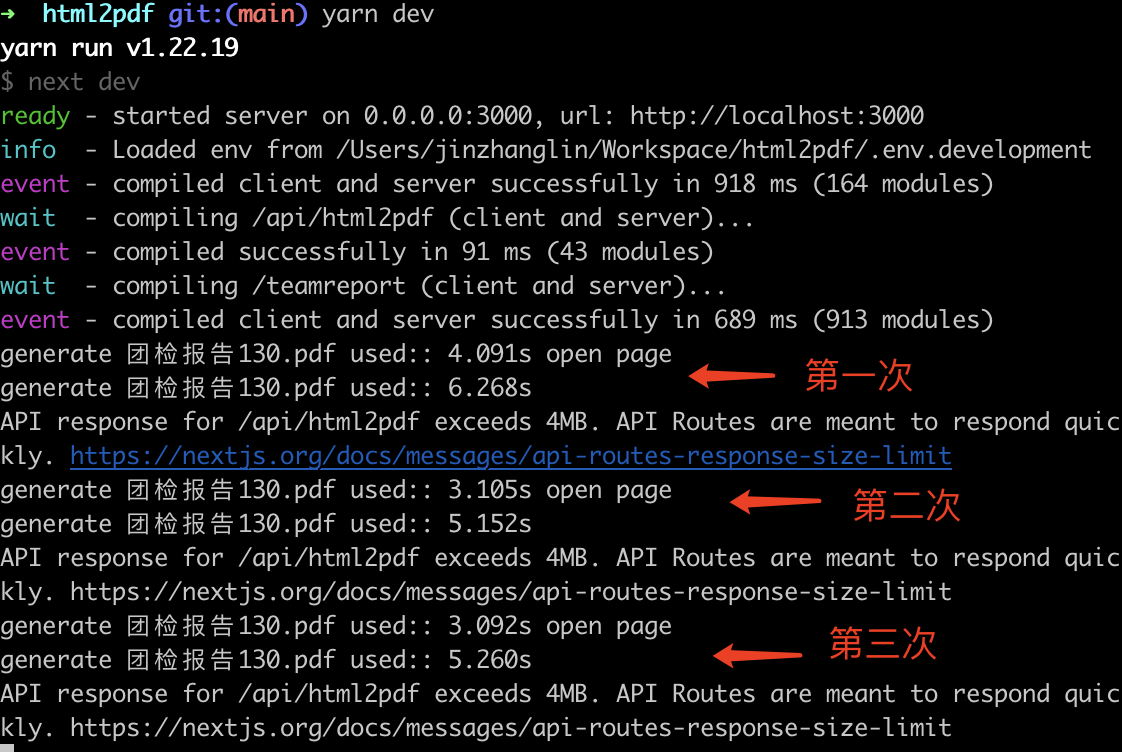 ➜  html2pdf git:(main) yarn dev
yarn run v1.22.19
$ next dev
ready - started server on 0.0.0.0:3000, url: http://localhost:3000
info  - Loaded env from /Users/jinzhanglin/Workspace/html2pdf/.env.development
event - compiled client and server successfully in 918 ms (164 modules)
wait  - compiling /api/html2pdf (client and server)...
event - compiled successfully in 91 ms (43 modules)
wait  - compiling /teamreport (client and server)...
event - compiled client and server successfully in 689 ms (913 modules)
generate 团检报告130.pdf used:: 4.091s open page
第一次
generate 团检报告130.pdf used:: 6.268s
API response for /api/html2pdf exceeds 4MB. API Routes are meant to respond quic
kly. https://nextjs.org/docs/messages/api-routes-response-size-limit
generate 团检报告130.pdf used:: 3.105s open page
第二次
generate 团检报告130.pdf used:: 5.152s
API response for /api/html2pdf exceeds 4MB. API Routes are meant to respond quic
kly. https://nextjs.org/docs/messages/api-routes-response-size-limit
generate 团检报告130.pdf used:: 3.092s open page
第三次
generate 团检报告130.pdf used:: 5.260s
API response for /api/html2pdf exceeds 4MB. API Routes are meant to respond quic
kly. https://nextjs.org/docs/messages/api-routes-response-size-limit